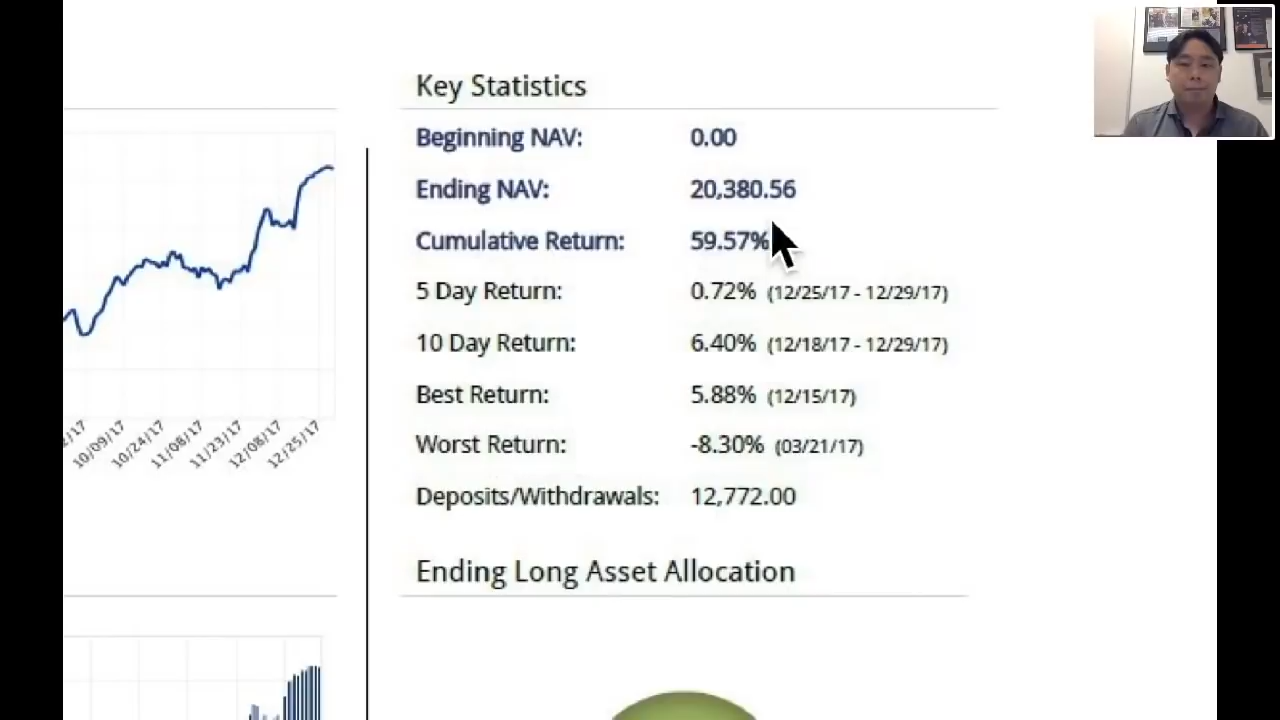 Key Statistics
Beginning NAV: 0.00
Ending NAV: 20,380.56
Cumulative Return: 59.57%
5 Day Return: 0.72% (12/25/17 - 12/29/17)
10 Day Return: 6.40% (12/18/17 - 12/29/17)
Best Return: 5.88% (12/15/17)
Worst Return: -8.30% (03/21/17)
Deposits/Withdrawals: 12,772.00
Ending Long Asset Allocation
10/09/17
10/24/17
11/08/17
11/23/17
12/08/17
12/25/17